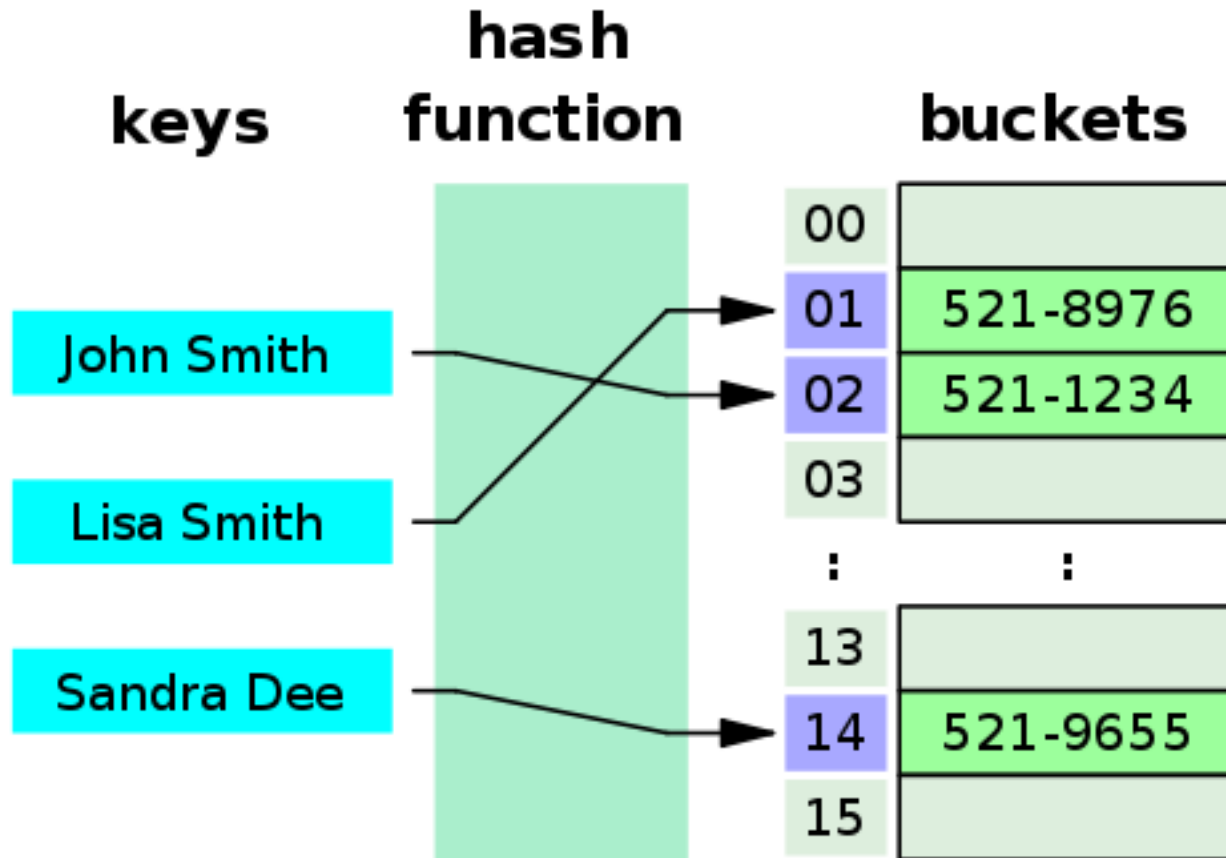 keys
hash
function
buckets
John Smith
Lisa Smith
Sandra Dee
00
01 521-8976
02 521-1234
03
: :
13
14 521-9655
15